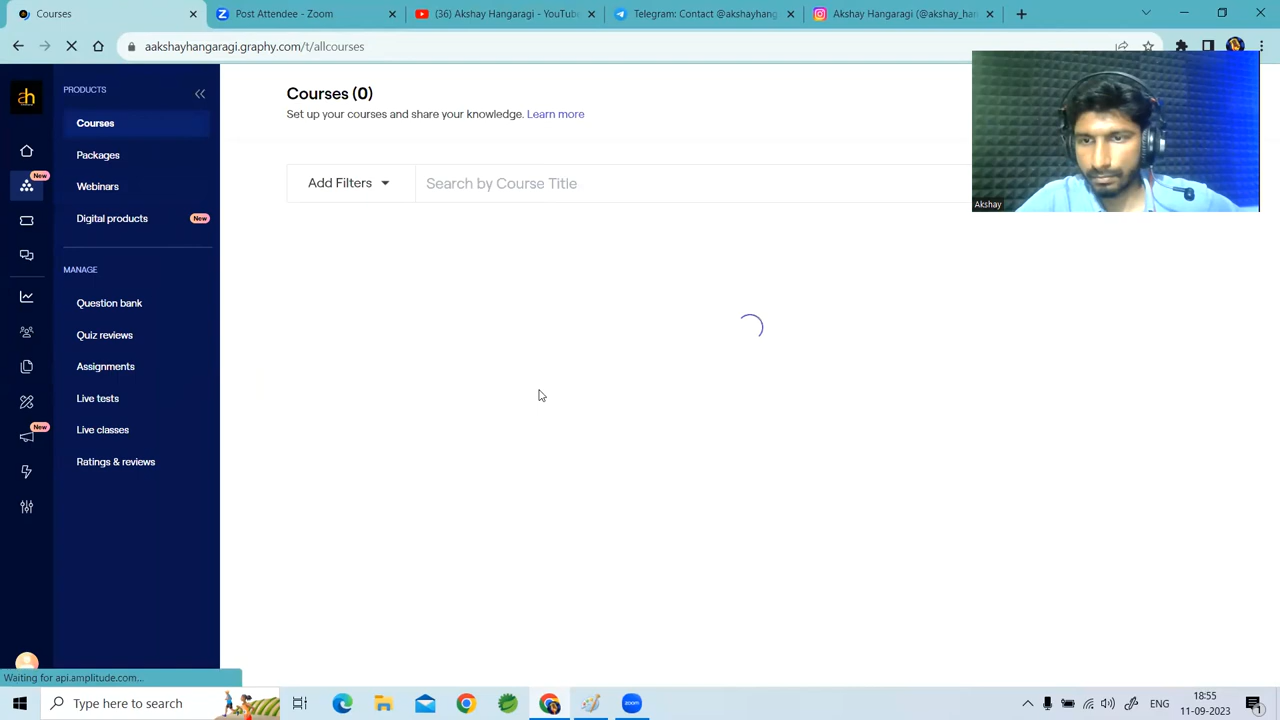 Courses
Post Attendee - Zoom
(36) Akshay Hangaragi - YouTube
Telegram: Contact @akshayhang
Akshay Hangaragi (@akshay_han
aakshayhangaragi.graphy.com/t/allcourses
PRODUCTS
Courses
Packages
Webinars
Digital products
New
MANAGE
Question bank
Quiz reviews
Assignments
Live tests
Live classes
Ratings & reviews
New
New
Courses (0)
Set up your courses and share your knowledge. Learn more
Add Filters
Search by Course Title
Akshay
Waiting for api.amplitude.com...
Type here to search
zoom
ENG
18:55
11-09-2023
1